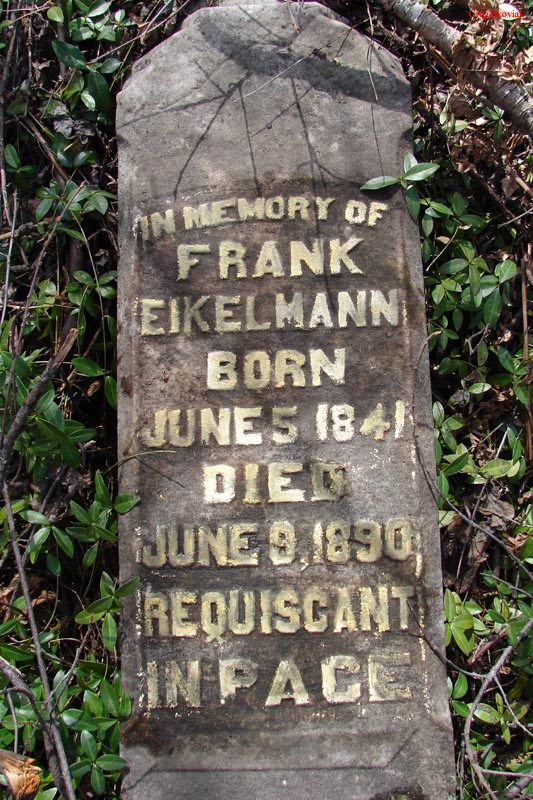 IN MEMORY OF
FRANK
EIKELMANN
BORN
JUNE 5 1841
DIED
JUNE 9, 1890
REQUISCANT
IN PACE